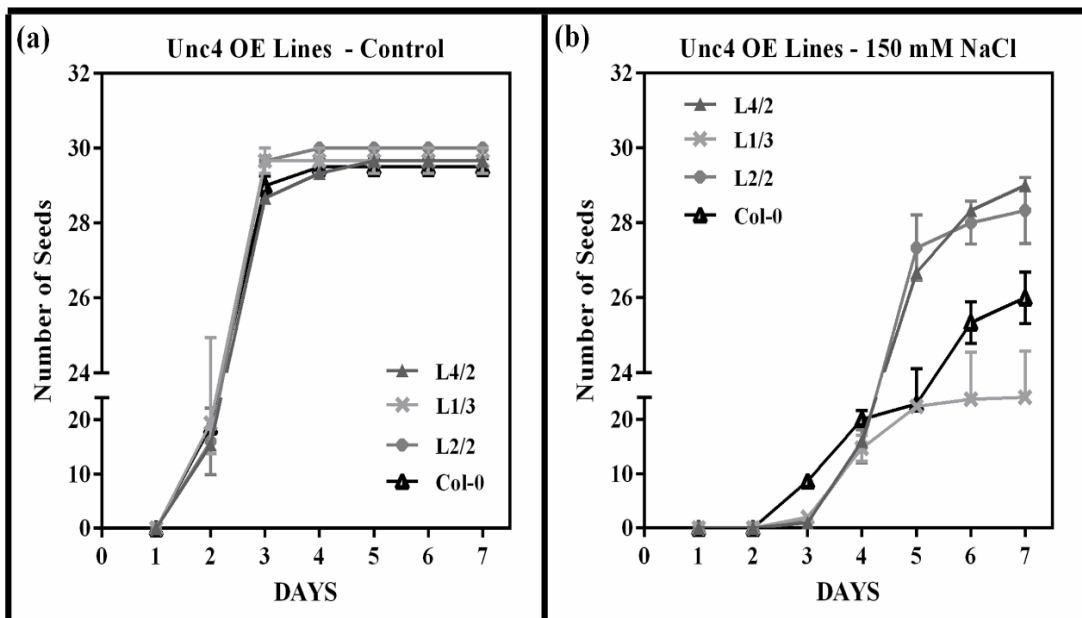 (a)
Unc4 OE Lines - Control
Number of Seeds
32
30
28
26
24
20
10
0
L4/2
L1/3
L2/2
Col-0
0 1 2 3 4 5 6 7
DAYS
(b)
Unc4 OE Lines - 150 mM NaCl
Number of Seeds
32
30
28
26
24
20
10
0
L4/2
L1/3
L2/2
Col-0
0 1 2 3 4 5 6 7
DAYS